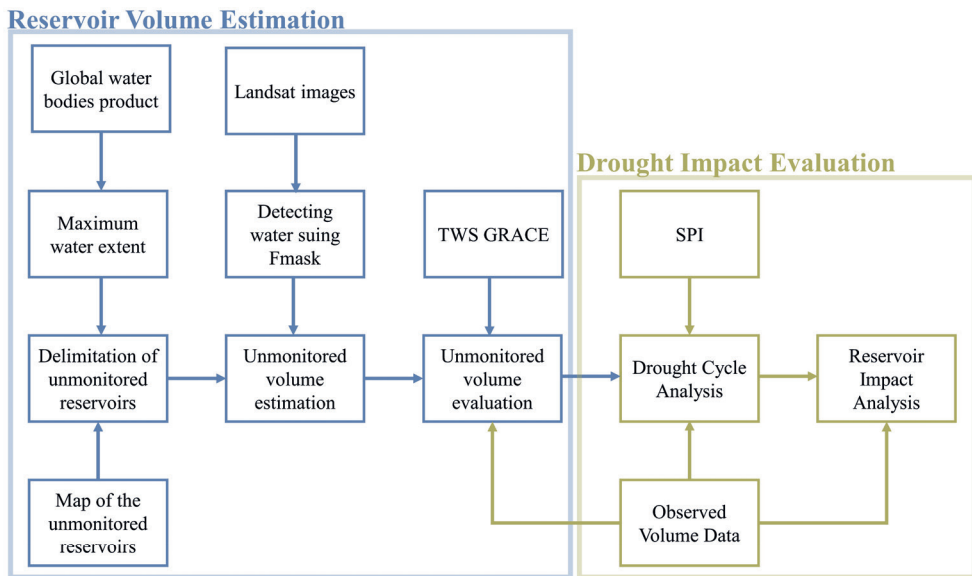 Reservoir Volume Estimation
Global water
bodies product
Landsat images
Drought Impact Evaluation
Maximum
water extent
Detecting
water suing
Fmask
TWS GRACE
SPI
Delimitation of
unmonitored
reservoirs
Unmonitored
volume
estimation
Unmonitored
volume
evaluation
Drought Cycle
Analysis
Reservoir
Impact
Analysis
Map of the
unmonitored
reservoirs
Observed
Volume Data